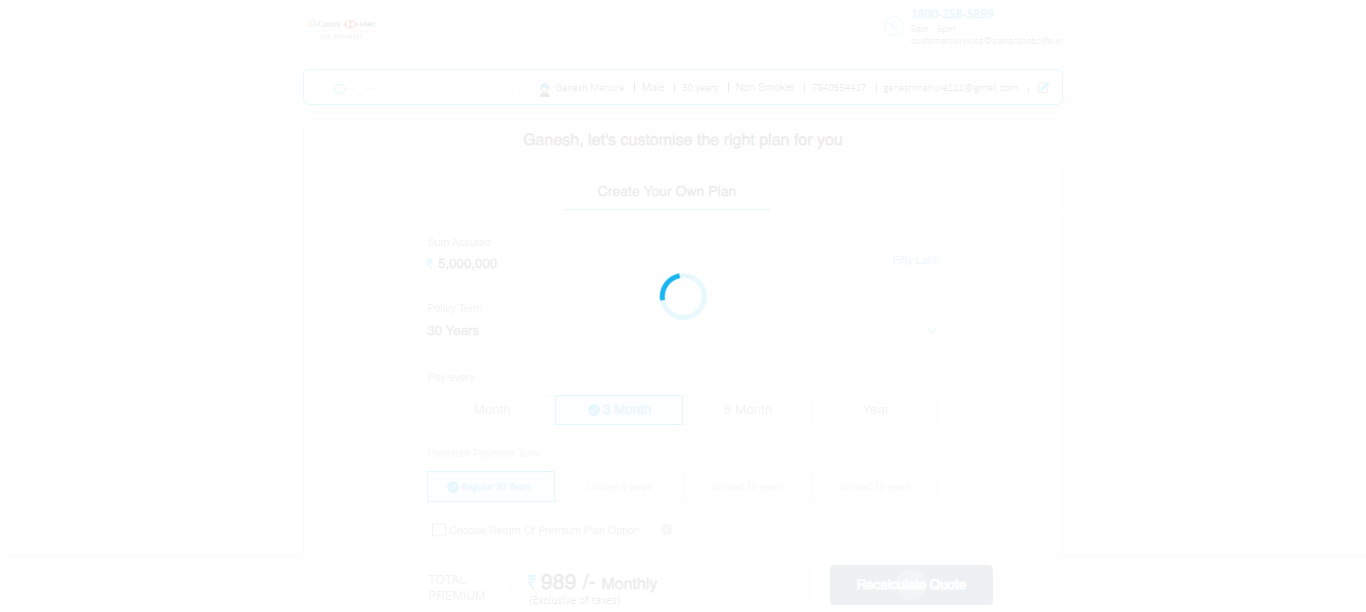 Canara HSBC
LIFE INSURANCE
1800-258-5899
9am - 6pm
customerservices@canarahsbclife.in
Ganesh Mahure | Male | 30 years | Non Smoker | 7840954417 | ganeshmahure111@gmail.com
Ganesh, let's customise the right plan for you
Create Your Own Plan
Sum Assured
₹ 5,000,000
Fifty Lakh
Policy Term
30 Years
Pay every
Month
3 Month
6 Month
Year
Premium Payment Term
Regular 30 Years
Limited 5 years
Limited 10 years
Limited 15 years
Choose Return Of Premium Plan Option
TOTAL
PREMIUM
₹ 989 /- Monthly
(Exclusive of taxes)
Recalculate Quote